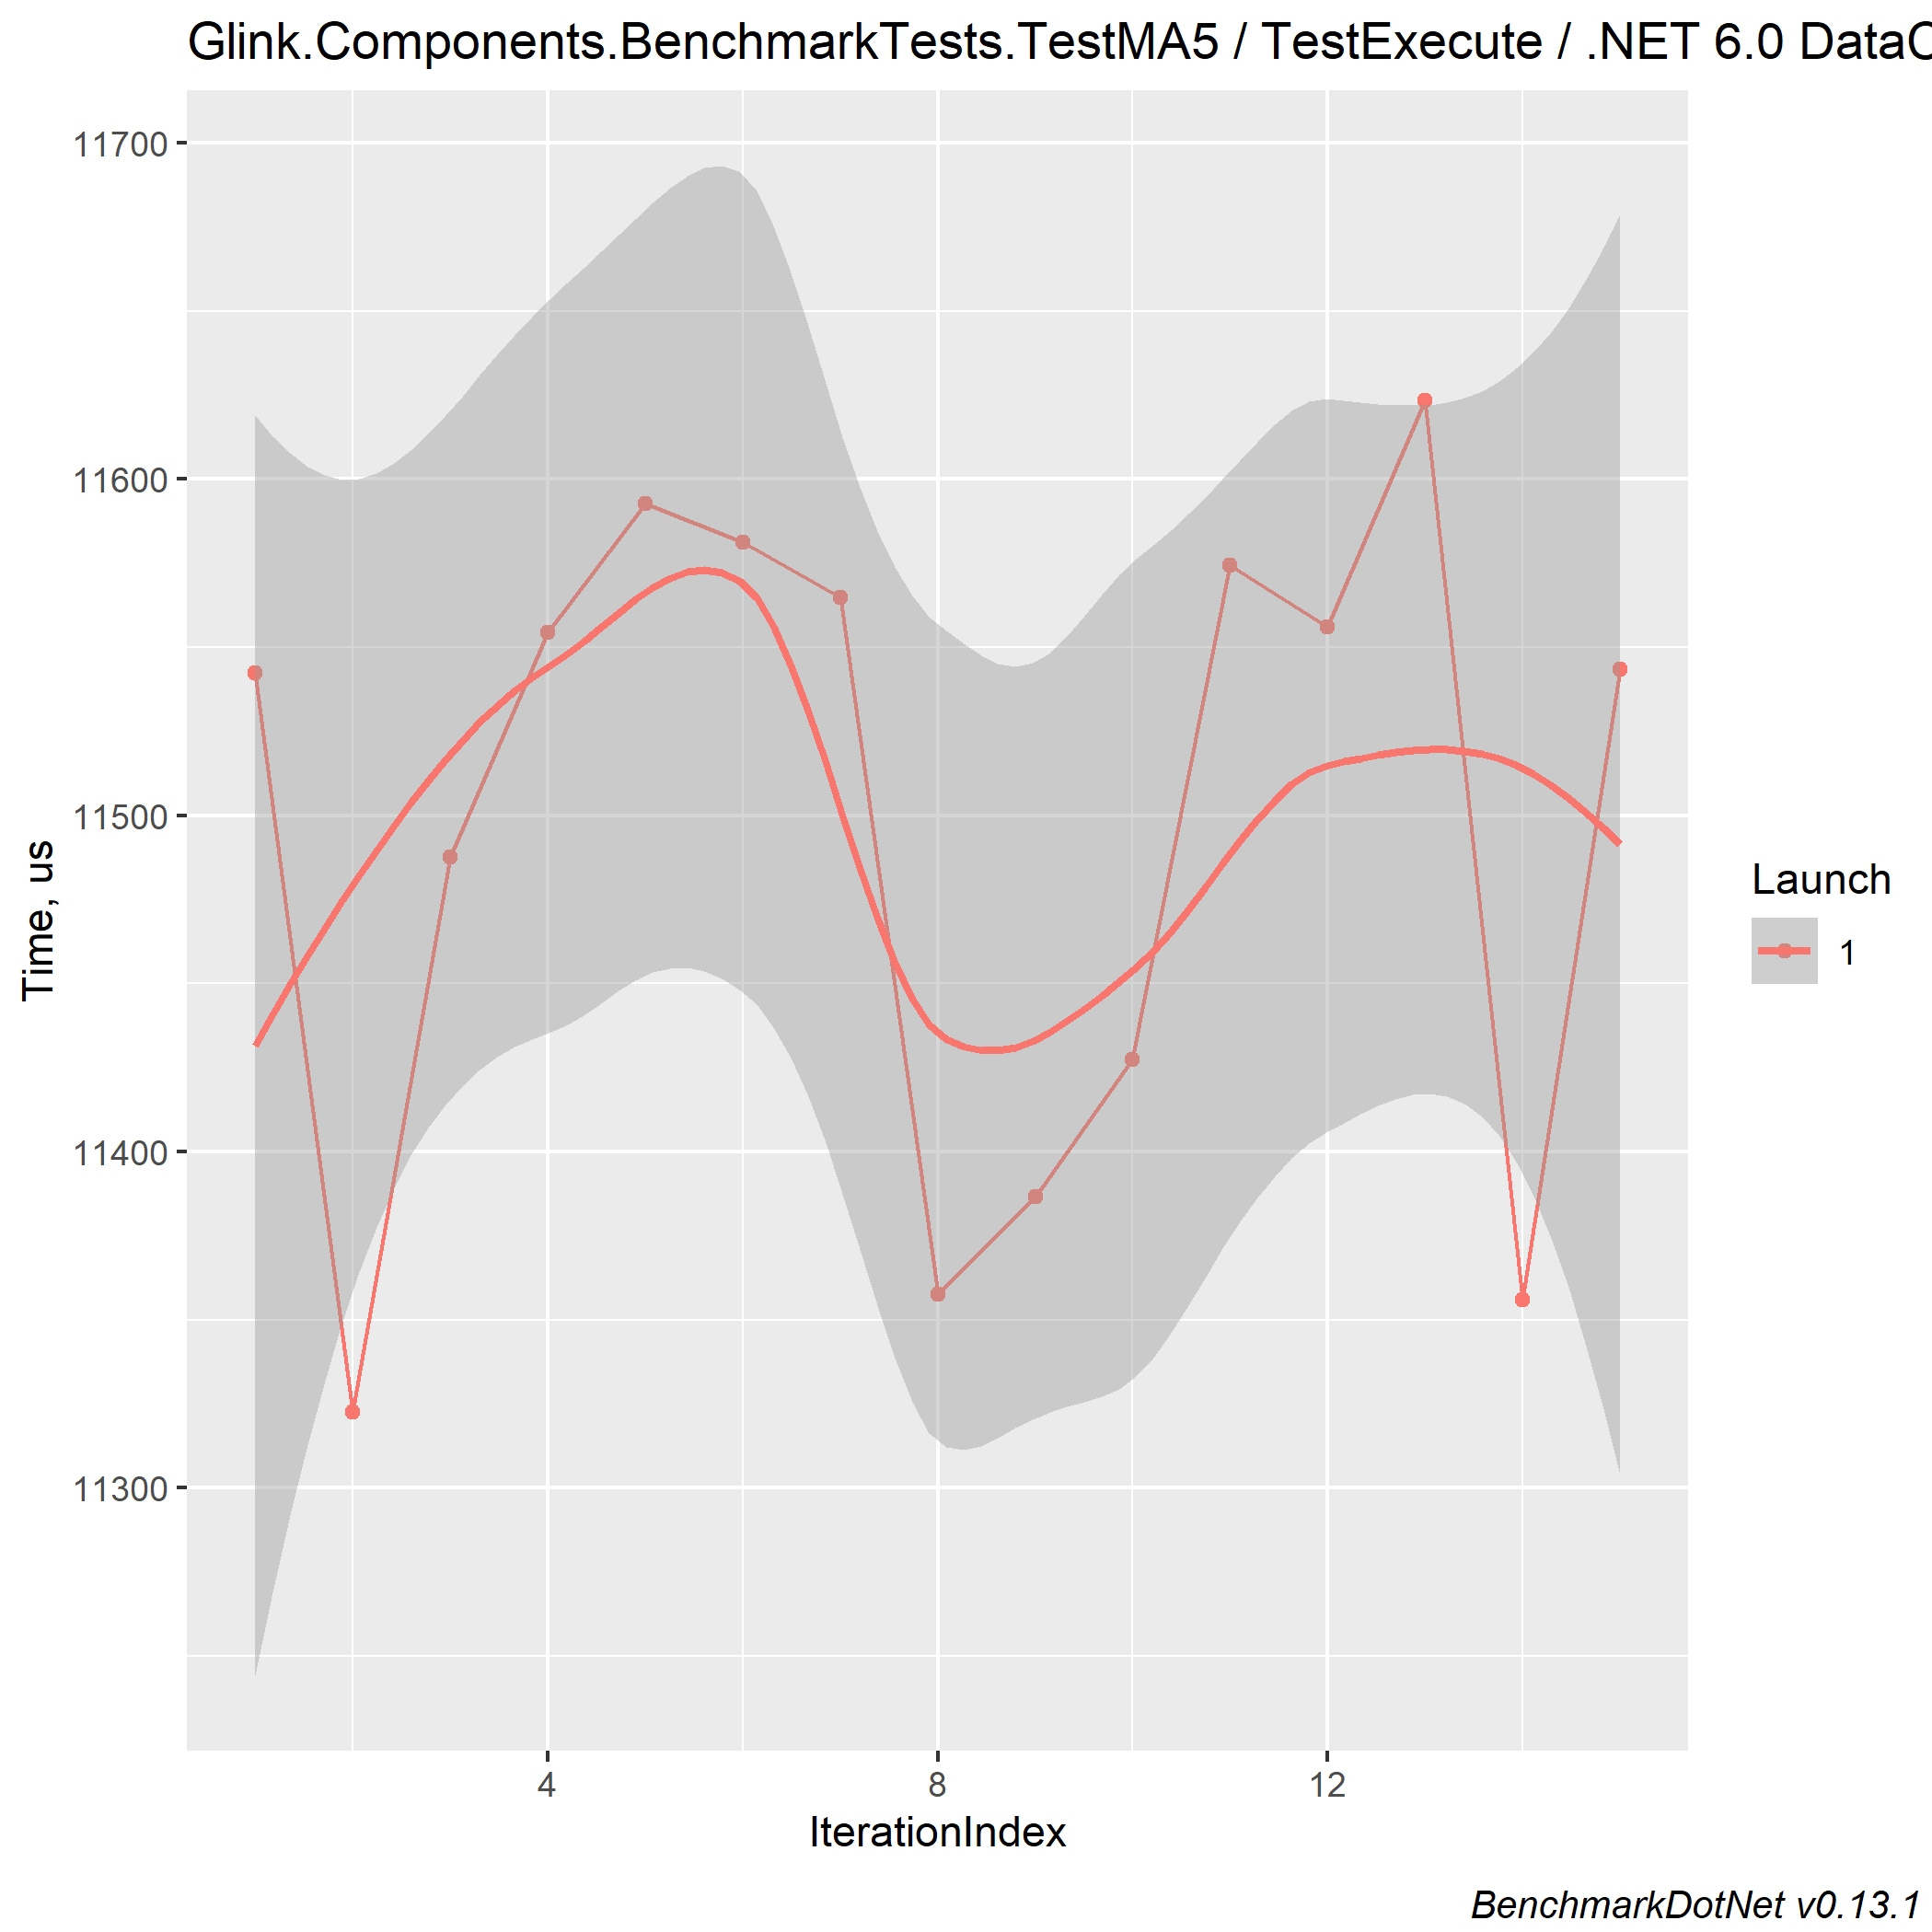 Glink.Components.BenchmarkTests.TestMA5 / TestExecute / .NET 6.0 Data
11700
11600
11500
11400
11300
Time, us
4
8
12
IterationIndex
Launch
1
BenchmarkDotNet v0.13.1